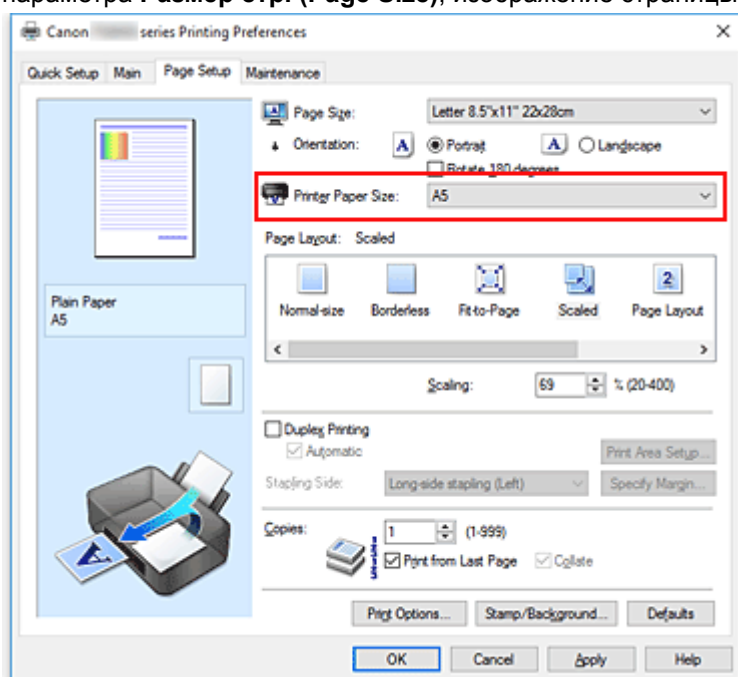 параметра Размер стр. (Page Size), изображение страницы
Canon series Printing Preferences
Quick Setup Main Page Setup Maintenance
Page Size: Letter 8.5"x11" 22x28cm
Orientation: A Portrait A Landscape
Rotate 180 degrees
Printer Paper Size: A5
Page Layout: Scaled
2
Normal-size Borderless Fit-to-Page Scaled Page Layout
Plain Paper
A5
Scaling: 69 % (20-400)
Duplex Printing
Automatic
Print Area Setup...
Stapling Side: Long-side stapling (Left) Specify Margin...
Copies: 1 (1-999)
Print from Last Page Collate
Print Options... Stamp/Background... Defaults
OK Cancel Apply Help